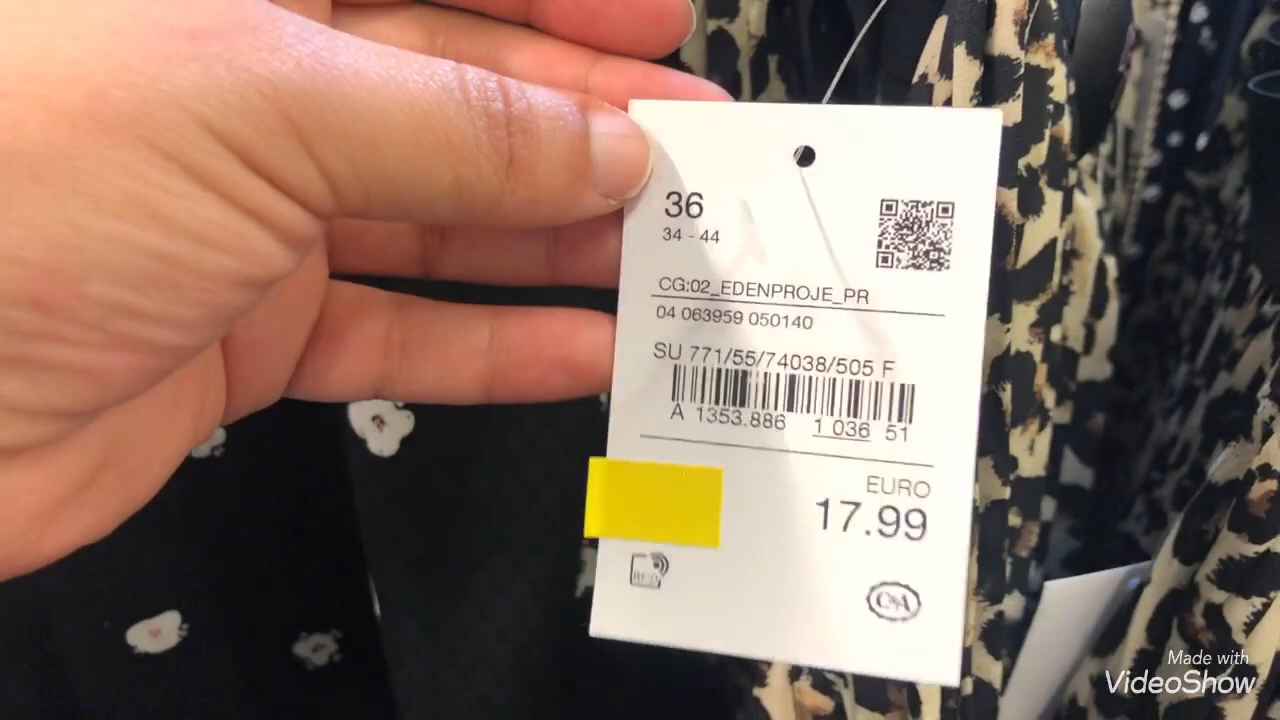 36
34 - 44
CG:02_EDENPROJE_PR
04 063959 050140
SU 771/55/74038/505 F
A 1353.886 1 036 51
EURO
17.99
RFID
C&A
Made with
VideoShow